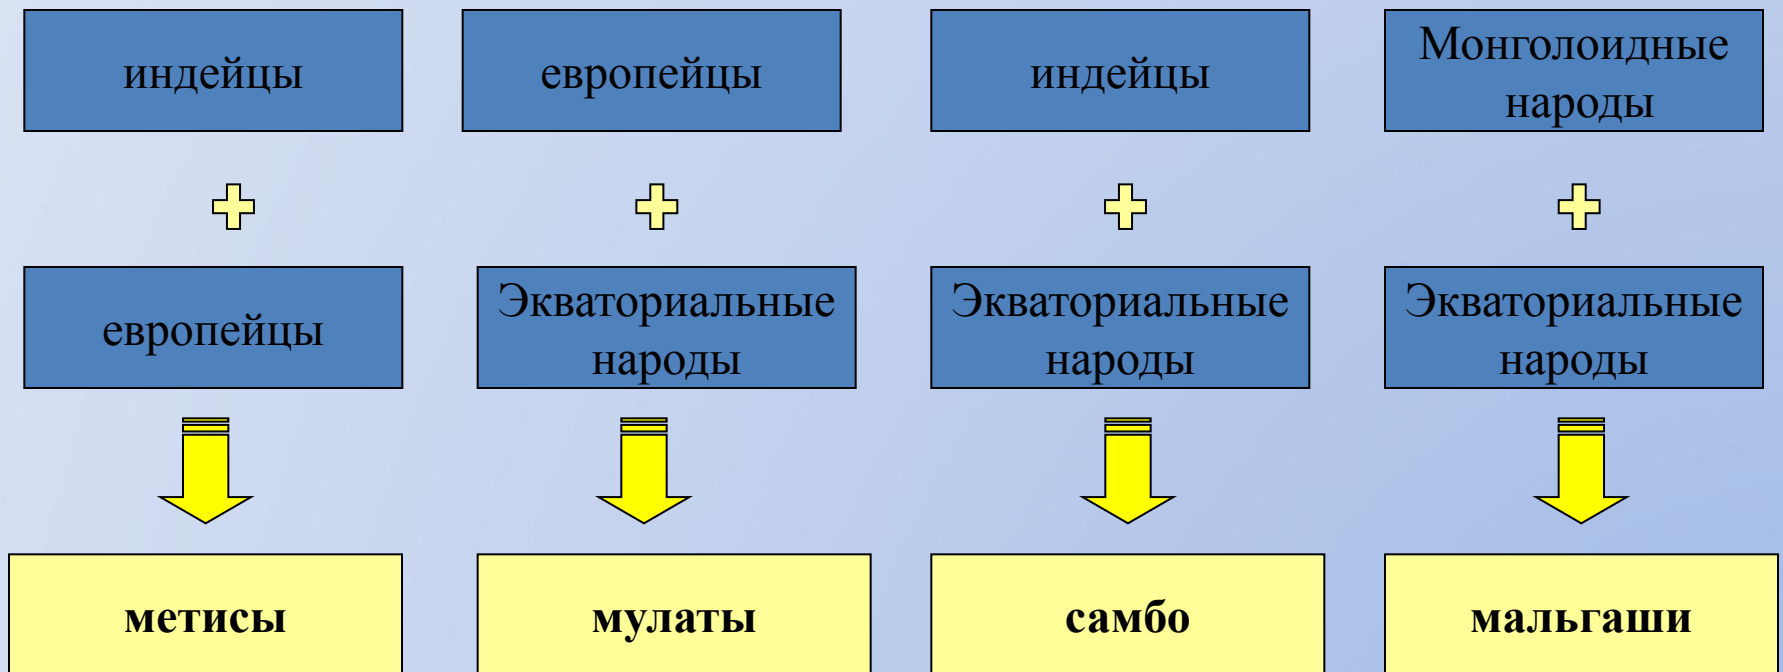 индейцы
европейцы
индейцы
Монголоидные
народы
европейцы
Экваториальные
народы
Экваториальные
народы
Экваториальные
народы
метисы
мулаты
самбо
мальгаши